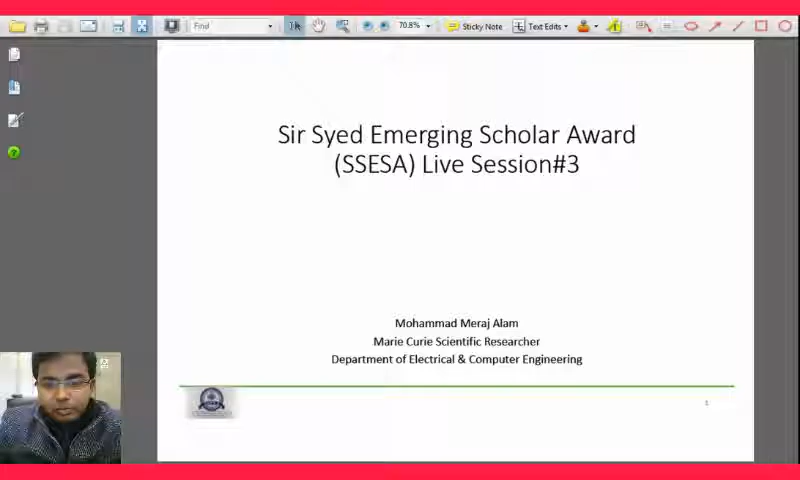 Find
70.8%
Sticky Note
Text Edits
Sir Syed Emerging Scholar Award
(SSESA) Live Session#3
Mohammad Meraj Alam
Marie Curie Scientific Researcher
Department of Electrical & Computer Engineering
1